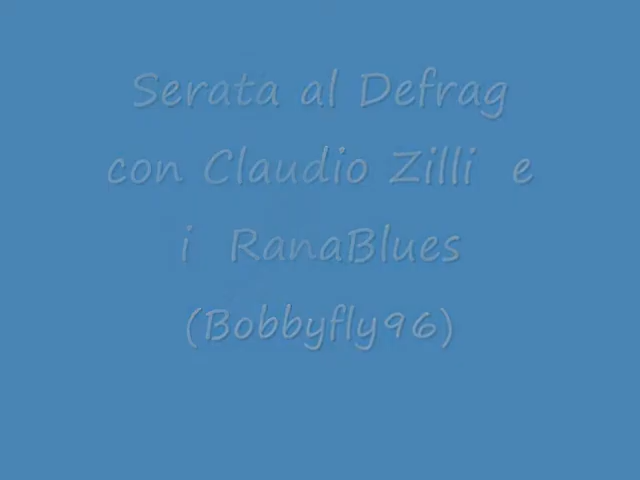 Serata al Defrag
con Claudio Zilli e
i RanaBlues
(Bobbyfly96)